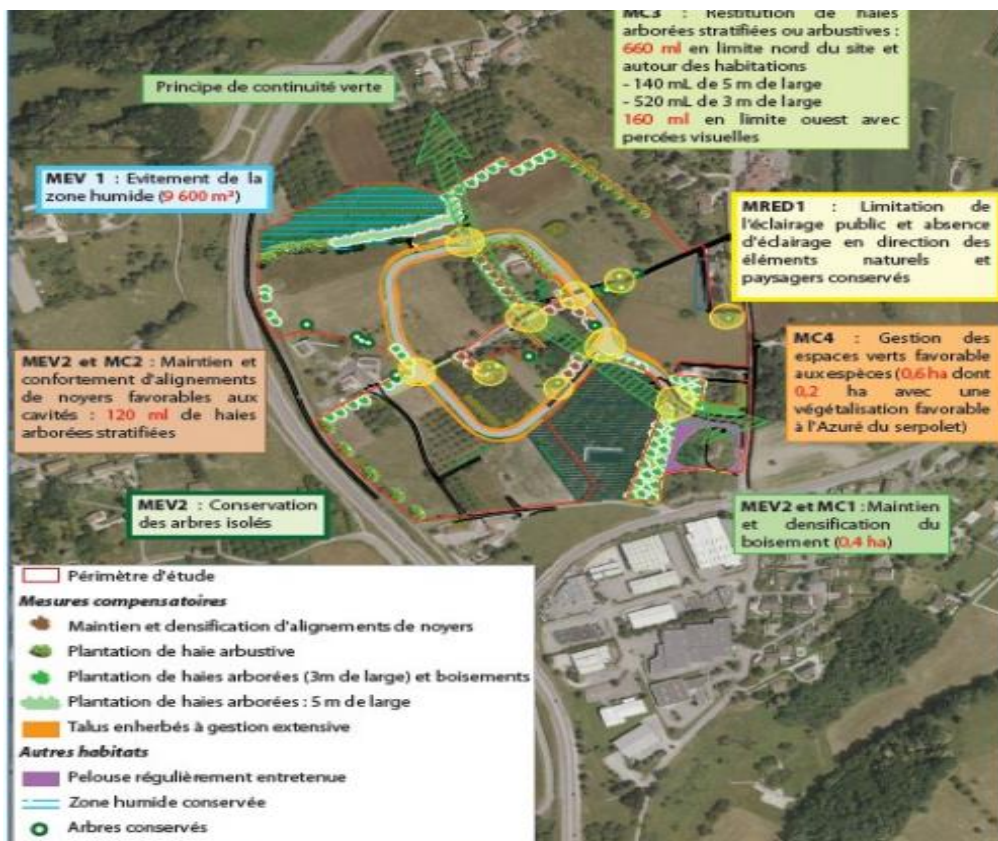 MC3 : Restitution de haies
arborées stratifiées ou arbustives :
660 ml en limite nord du site et
autour des habitations
- 140 mL de 5 m de large
- 520 mL de 3 m de large
160 ml en limite ouest avec
percées visuelles
Principe de continuité verte
MEV 1 : Evitement de la
zone humide (9 600 m²)
MRED1 : Limitation de
l'éclairage public et absence
d'éclairage en direction des
éléments naturels et
paysagers conservés
MEV2 et MC2 : Maintien et
confortement d'alignements
de noyers favorables aux
cavités : 120 ml de haies
arborées stratifiées
MC4 : Gestion des
espaces verts favorable
aux espèces (0,6 ha dont
0,2 ha avec une
végétalisation favorable
à l'Azuré du serpolet)
MEV2 : Conservation
des arbres isolés
MEV2 et MC1 : Maintien
et densification du
boisement (0,4 ha)
Périmètre d'étude
Mesures compensatoires
Maintien et densification d'alignements de noyers
Plantation de haie arbustive
Plantation de haies arborées (3m de large) et boisements
Plantation de haies arborées : 5 m de large
Talus enherbés à gestion extensive
Autres habitats
Pelouse régulièrement entretenue
Zone humide conservée
Arbres conservés